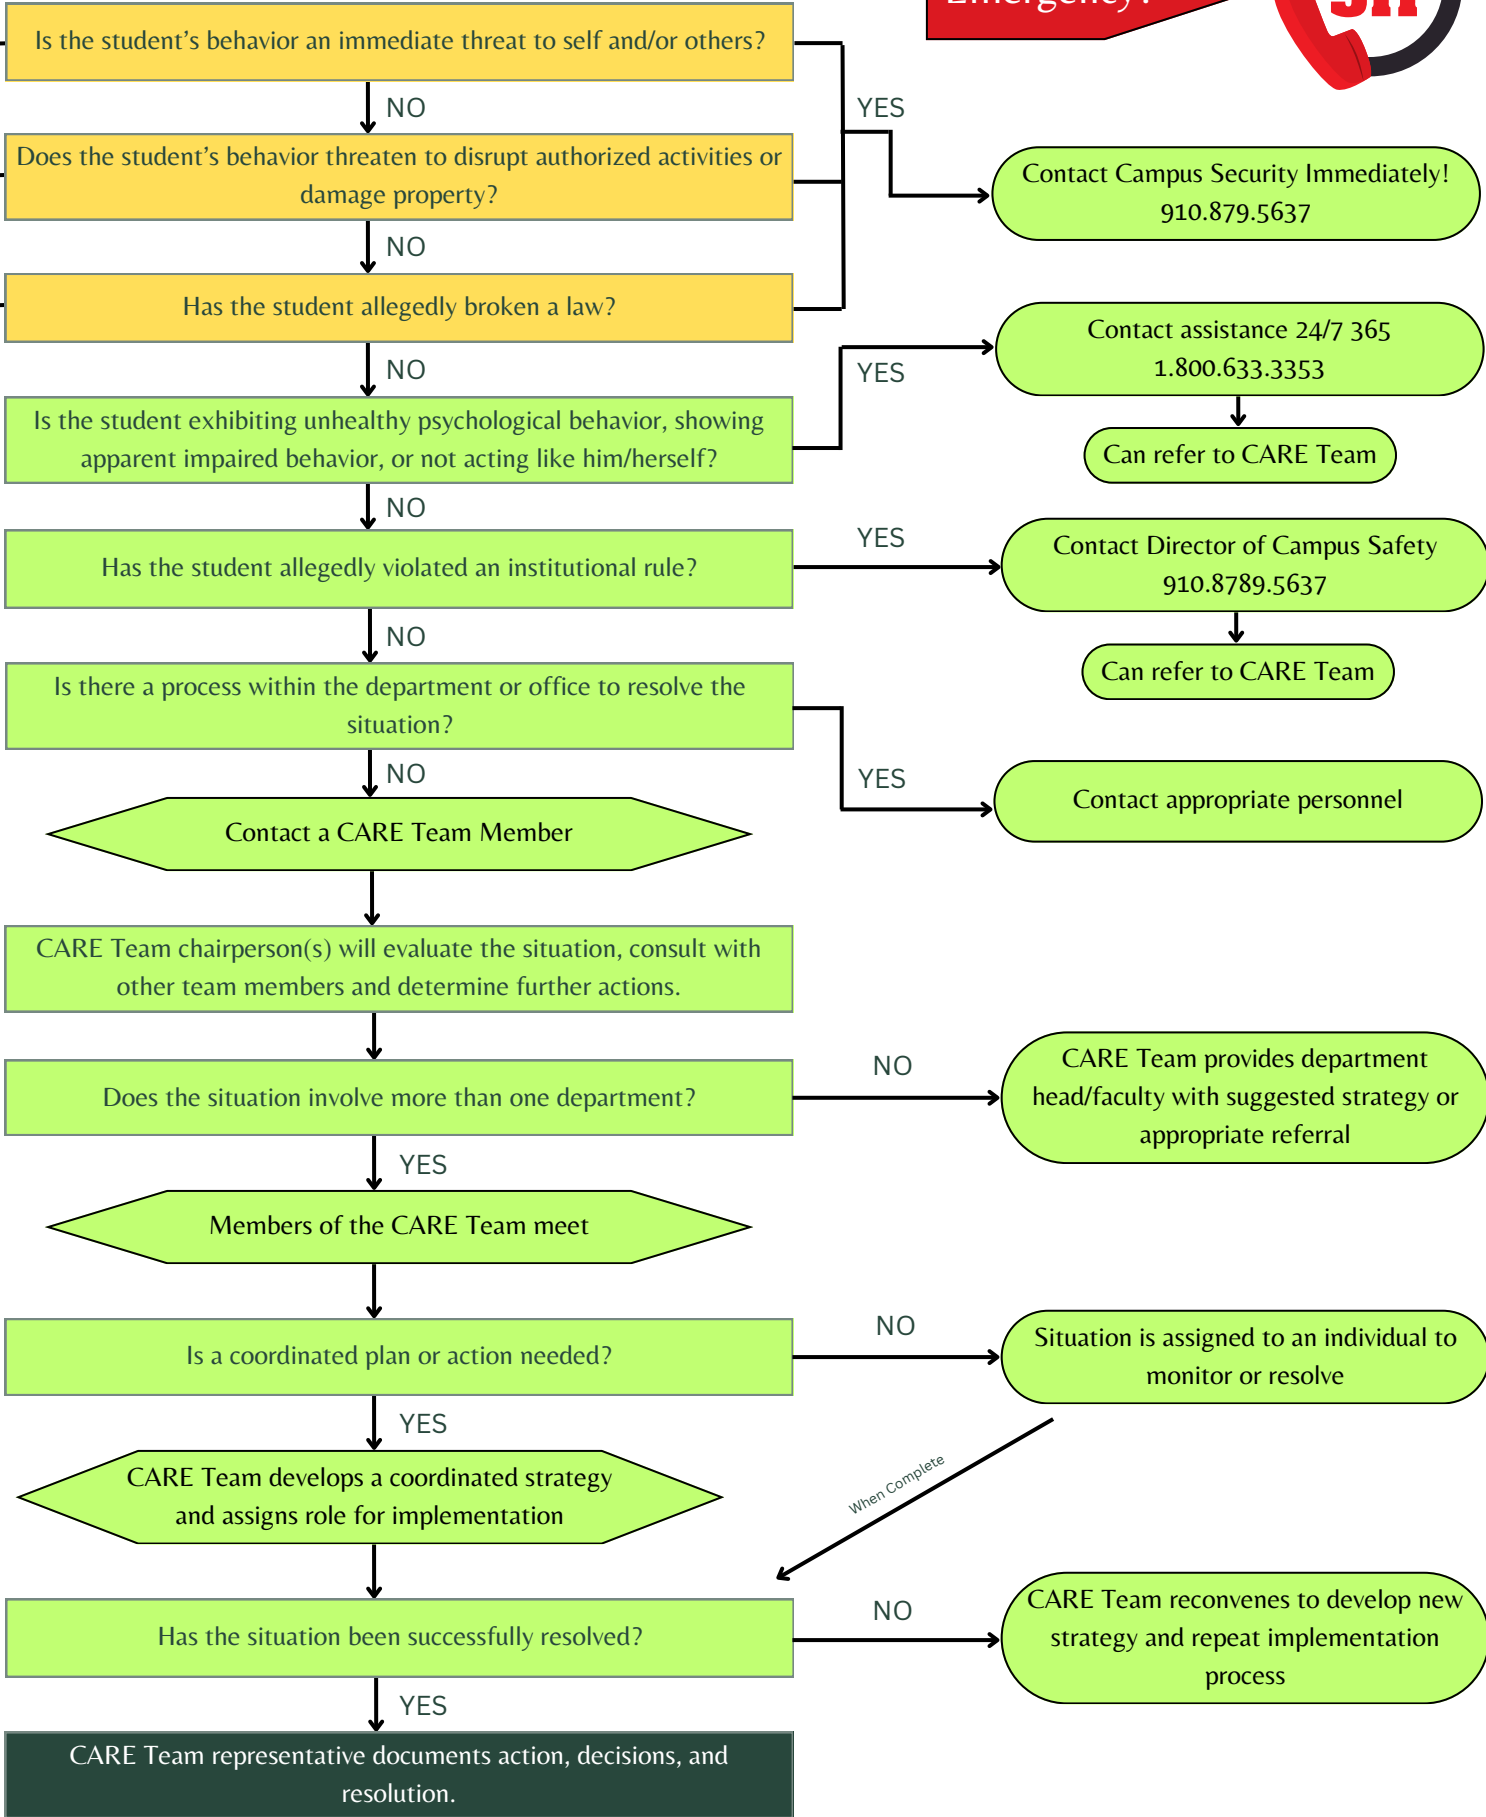 Emergency?
911
Is the student's behavior an immediate threat to self and/or others?
NO
YES
Does the student's behavior threaten to disrupt authorized activities or
damage property?
Contact Campus Security Immediately!
910.879.5637
NO
Has the student allegedly broken a law?
NO
YES
Contact assistance 24/7 365
1.800.633.3353
Is the student exhibiting unhealthy psychological behavior, showing
apparent impaired behavior, or not acting like him/herself?
Can refer to CARE Team
NO
Has the student allegedly violated an institutional rule?
YES
Contact Director of Campus Safety
910.8789.5637
Can refer to CARE Team
NO
Is there a process within the department or office to resolve the
situation?
NO
YES
Contact appropriate personnel
Contact a CARE Team Member
CARE Team chairperson(s) will evaluate the situation, consult with
other team members and determine further actions.
Does the situation involve more than one department?
NO
CARE Team provides department
head/faculty with suggested strategy or
appropriate referral
YES
Members of the CARE Team meet
Is a coordinated plan or action needed?
NO
Situation is assigned to an individual to
monitor or resolve
YES
When Complete
CARE Team develops a coordinated strategy
and assigns role for implementation
Has the situation been successfully resolved?
NO
CARE Team reconvenes to develop new
strategy and repeat implementation
process
YES
CARE Team representative documents action, decisions, and
resolution.